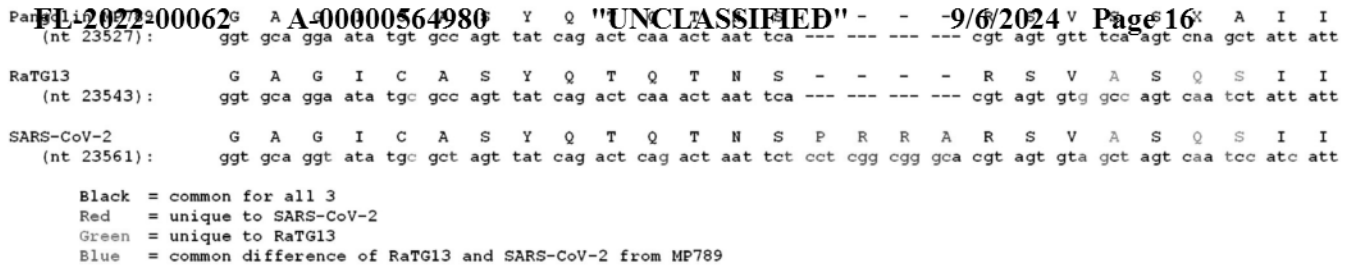 FL-2022-00062 A-00000564980 "UNCLASSIFIED" 9/6/2024 Page 16
(nt 23527): ggt gca gga ata tgt gcc agt tat cag act caa act aat tca --- --- --- --- cgt agt gtt tca agt cna gct att att
RaTG13 G A G I C A S Y Q T Q T N S - - - - R S V A S Q S I I
(nt 23543): ggt gca gga ata tgc gcc agt tat cag act caa act aat tca --- --- --- --- cgt agt gtg gcc agt caa tct att att
SARS-CoV-2 G A G I C A S Y Q T Q T N S P R R A R S V A S Q S I I
(nt 23561): ggt gca ggt ata tgc gct agt tat cag act cag act aat tct cct cgg cgg gca cgt agt gta gct agt caa tcc atc att
Black = common for all 3
Red = unique to SARS-CoV-2
Green = unique to RaTG13
Blue = common difference of RaTG13 and SARS-CoV-2 from MP789